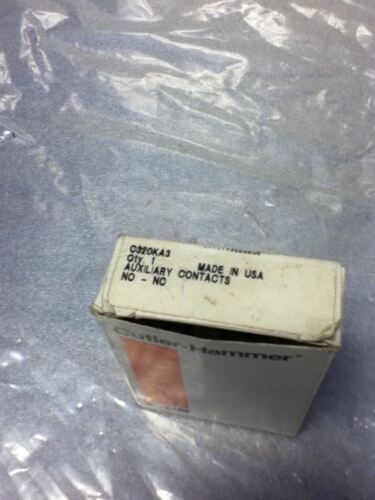 C320KA3
Qty. 1 MADE IN USA
AUXILIARY CONTACTS
NO - NC
Cutler-Hammer®